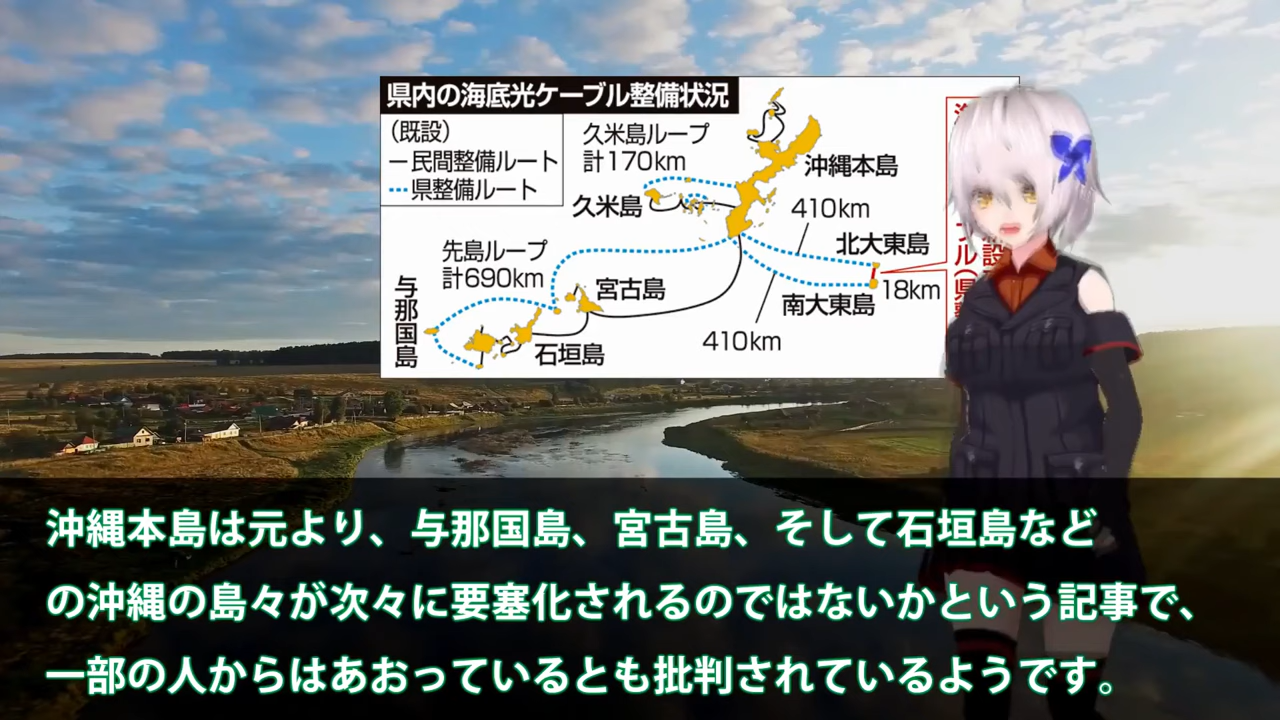 県内の海底光ケーブル整備状況
(既設)
民間整備ルート
県整備ルート
久米島ループ
計170km
沖縄本島
久米島
410km
北大東島
先島ループ
計690km
宮古島
18km
与那国島
南大東島
410km
石垣島
沖縄本島は元より、与那国島、宮古島、そして石垣島など
の沖縄の島々が次々に要塞化されるのではないかという記事で、
一部の人からはあおっているとも批判されているようです。